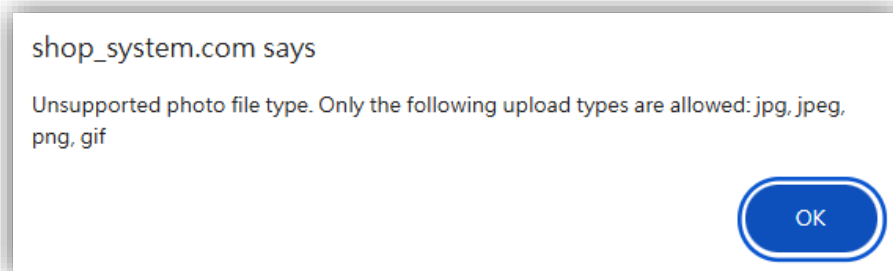 shop_system.com says
Unsupported photo file type. Only the following upload types are allowed: jpg, jpeg,
png, gif
OK